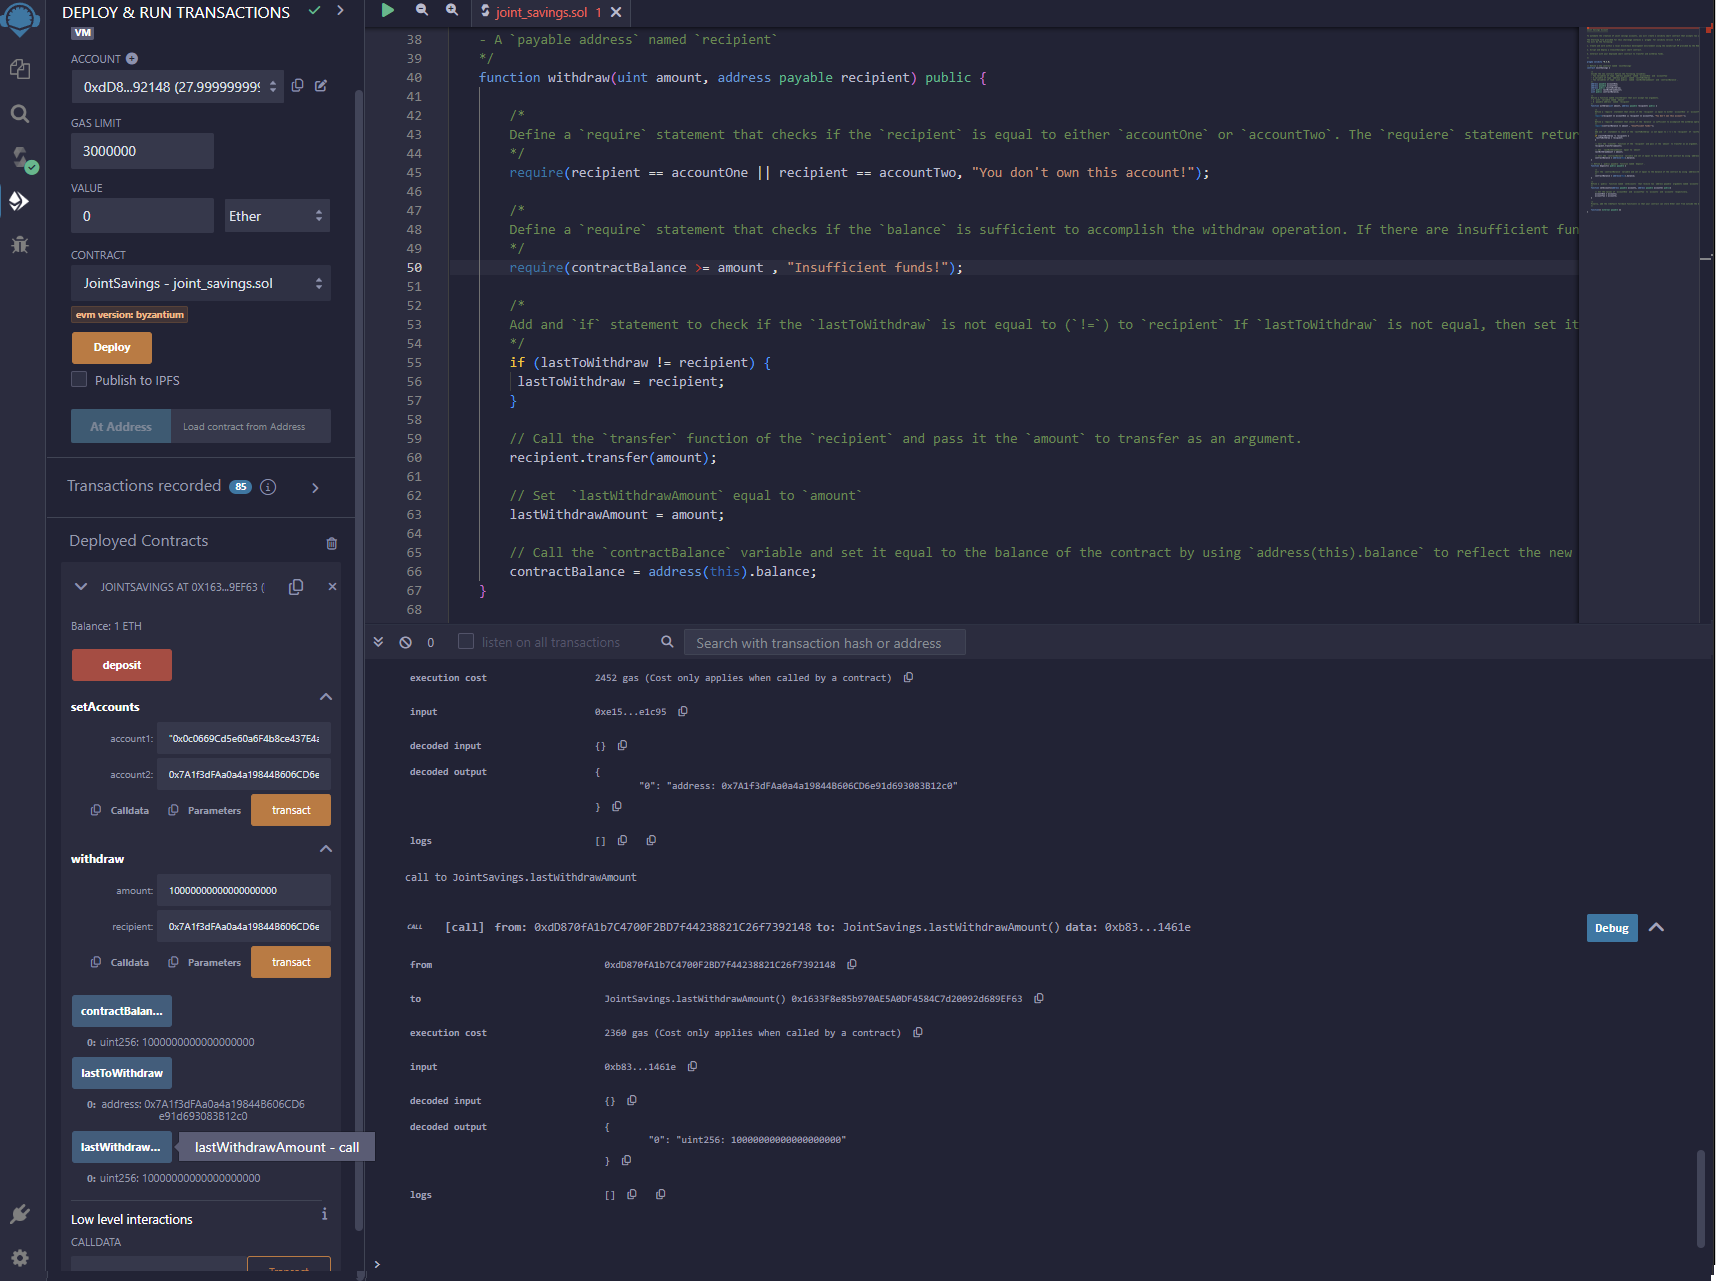 DEPLOY & RUN TRANSACTIONS
VM
ACCOUNT
0xdD8...92148 (27.999999999
GAS LIMIT
3000000
VALUE
0
Ether
CONTRACT
JointSavings - joint_savings.sol
evm version: byzantium
Deploy
Publish to IPFS
At Address
Load contract from Address
Transactions recorded 85 i
Deployed Contracts
JOINTSAVINGS AT 0X163...9EF63 (
Balance: 1 ETH
deposit
setAccounts
account1: "0x0c0669Cd5e60a6F4b8ce437E4a
account2: 0x7A1f3dFAa0a4a19844B606CD6e
Calldata Parameters transact
withdraw
amount: 10000000000000000000
recipient: 0x7A1f3dFAa0a4a19844B606CD6e
Calldata Parameters transact
contractBalan...
0: uint256: 1000000000000000000
lastToWithdraw
0: address: 0x7A1f3dFAa0a4a19844B606CD6
e91d693083B12c0
lastWithdraw...
lastWithdrawAmount - call
0: uint256: 10000000000000000000
Low level interactions
CALLDATA
Transact
joint_savings.sol 1
38 - A `payable address` named `recipient`
39 */
40 function withdraw(uint amount, address payable recipient) public {
41
42 /*
43 Define a `require` statement that checks if the `recipient` is equal to either `accountOne` or `accountTwo`. The `requiere` statement retur
44 */
45 require(recipient == accountOne || recipient == accountTwo, "You don't own this account!");
46
47 /*
48 Define a `require` statement that checks if the `balance` is sufficient to accomplish the withdraw operation. If there are insufficient fun
49 */
50 require(contractBalance >= amount , "Insufficient funds!");
51
52 /*
53 Add and `if` statement to check if the `lastToWithdraw` is not equal to (`!=`) to `recipient` If `lastToWithdraw` is not equal, then set it
54 */
55 if (lastToWithdraw != recipient) {
56 lastToWithdraw = recipient;
57 }
58
59 // Call the `transfer` function of the `recipient` and pass it the `amount` to transfer as an argument.
60 recipient.transfer(amount);
61
62 // Set  `lastWithdrawAmount` equal to `amount`
63 lastWithdrawAmount = amount;
64
65 // Call the `contractBalance` variable and set it equal to the balance of the contract by using `address(this).balance` to reflect the new
66 contractBalance = address(this).balance;
67 }
68
0 listen on all transactions Search with transaction hash or address
execution cost 2452 gas (Cost only applies when called by a contract)
input 0xe15...e1c95
decoded input {}
decoded output {
"0": "address: 0x7A1f3dFAa0a4a19844B606CD6e91d693083B12c0"
}
logs []
call to JointSavings.lastWithdrawAmount
CALL [call] from: 0xdD870fA1b7C4700F2BD7f44238821C26f7392148 to: JointSavings.lastWithdrawAmount() data: 0xb83...1461e
Debug
from 0xdD870fA1b7C4700F2BD7f44238821C26f7392148
to JointSavings.lastWithdrawAmount() 0x1633F8e85b970AE5A0DF4584C7d20092d689EF63
execution cost 2360 gas (Cost only applies when called by a contract)
input 0xb83...1461e
decoded input {}
decoded output {
"0": "uint256: 10000000000000000000"
}
logs []
>